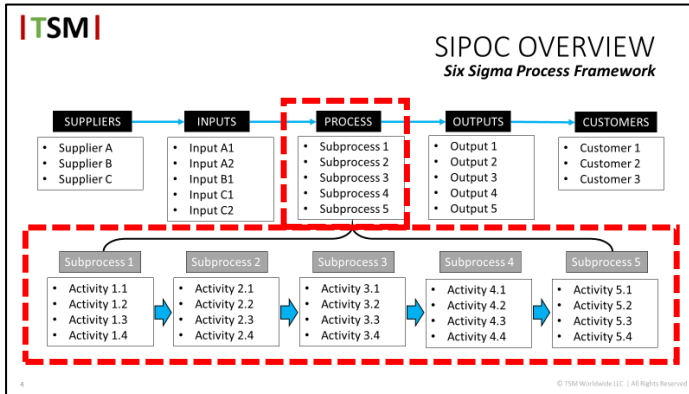 |TSM|
SIPOC OVERVIEW
Six Sigma Process Framework
SUPPLIERS
INPUTS
PROCESS
OUTPUTS
CUSTOMERS
• Supplier A
• Supplier B
• Supplier C
• Input A1
• Input A2
• Input B1
• Input C1
• Input C2
• Subprocess 1
• Subprocess 2
• Subprocess 3
• Subprocess 4
• Subprocess 5
• Output 1
• Output 2
• Output 3
• Output 4
• Output 5
• Customer 1
• Customer 2
• Customer 3
Subprocess 1
Subprocess 2
Subprocess 3
Subprocess 4
Subprocess 5
• Activity 1.1
• Activity 1.2
• Activity 1.3
• Activity 1.4
• Activity 2.1
• Activity 2.2
• Activity 2.3
• Activity 2.4
• Activity 3.1
• Activity 3.2
• Activity 3.3
• Activity 3.4
• Activity 4.1
• Activity 4.2
• Activity 4.3
• Activity 4.4
• Activity 5.1
• Activity 5.2
• Activity 5.3
• Activity 5.4
4
© TSM Worldwide LLC | All Rights Reserved